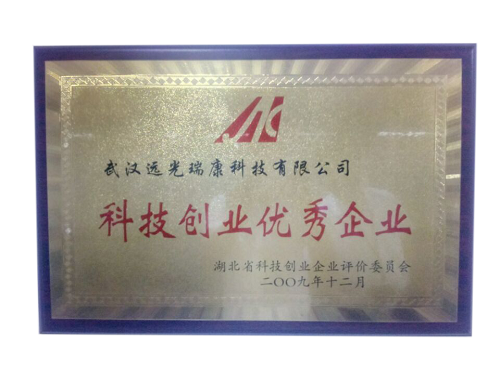 武汉远光瑞康科技有限公司
科技创业优秀企业
湖北省科技创业企业评价委员会
二〇〇九年十二月